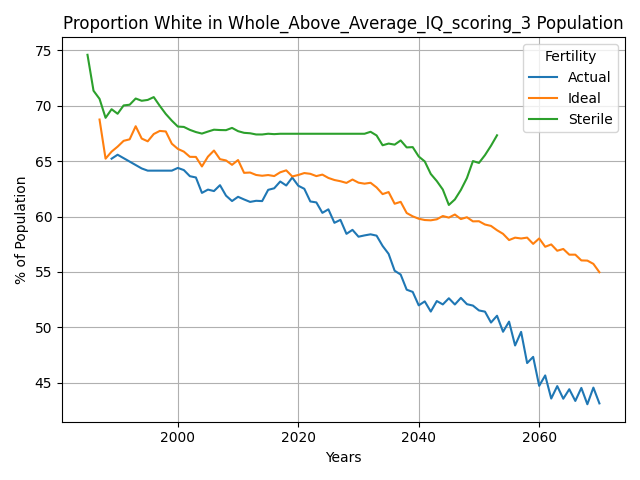 Proportion White in Whole_Above_Average_IQ_scoring_3 Population
Fertility
Actual
Ideal
Sterile
% of Population
75
70
65
60
55
50
45
2000
2020
2040
2060
Years